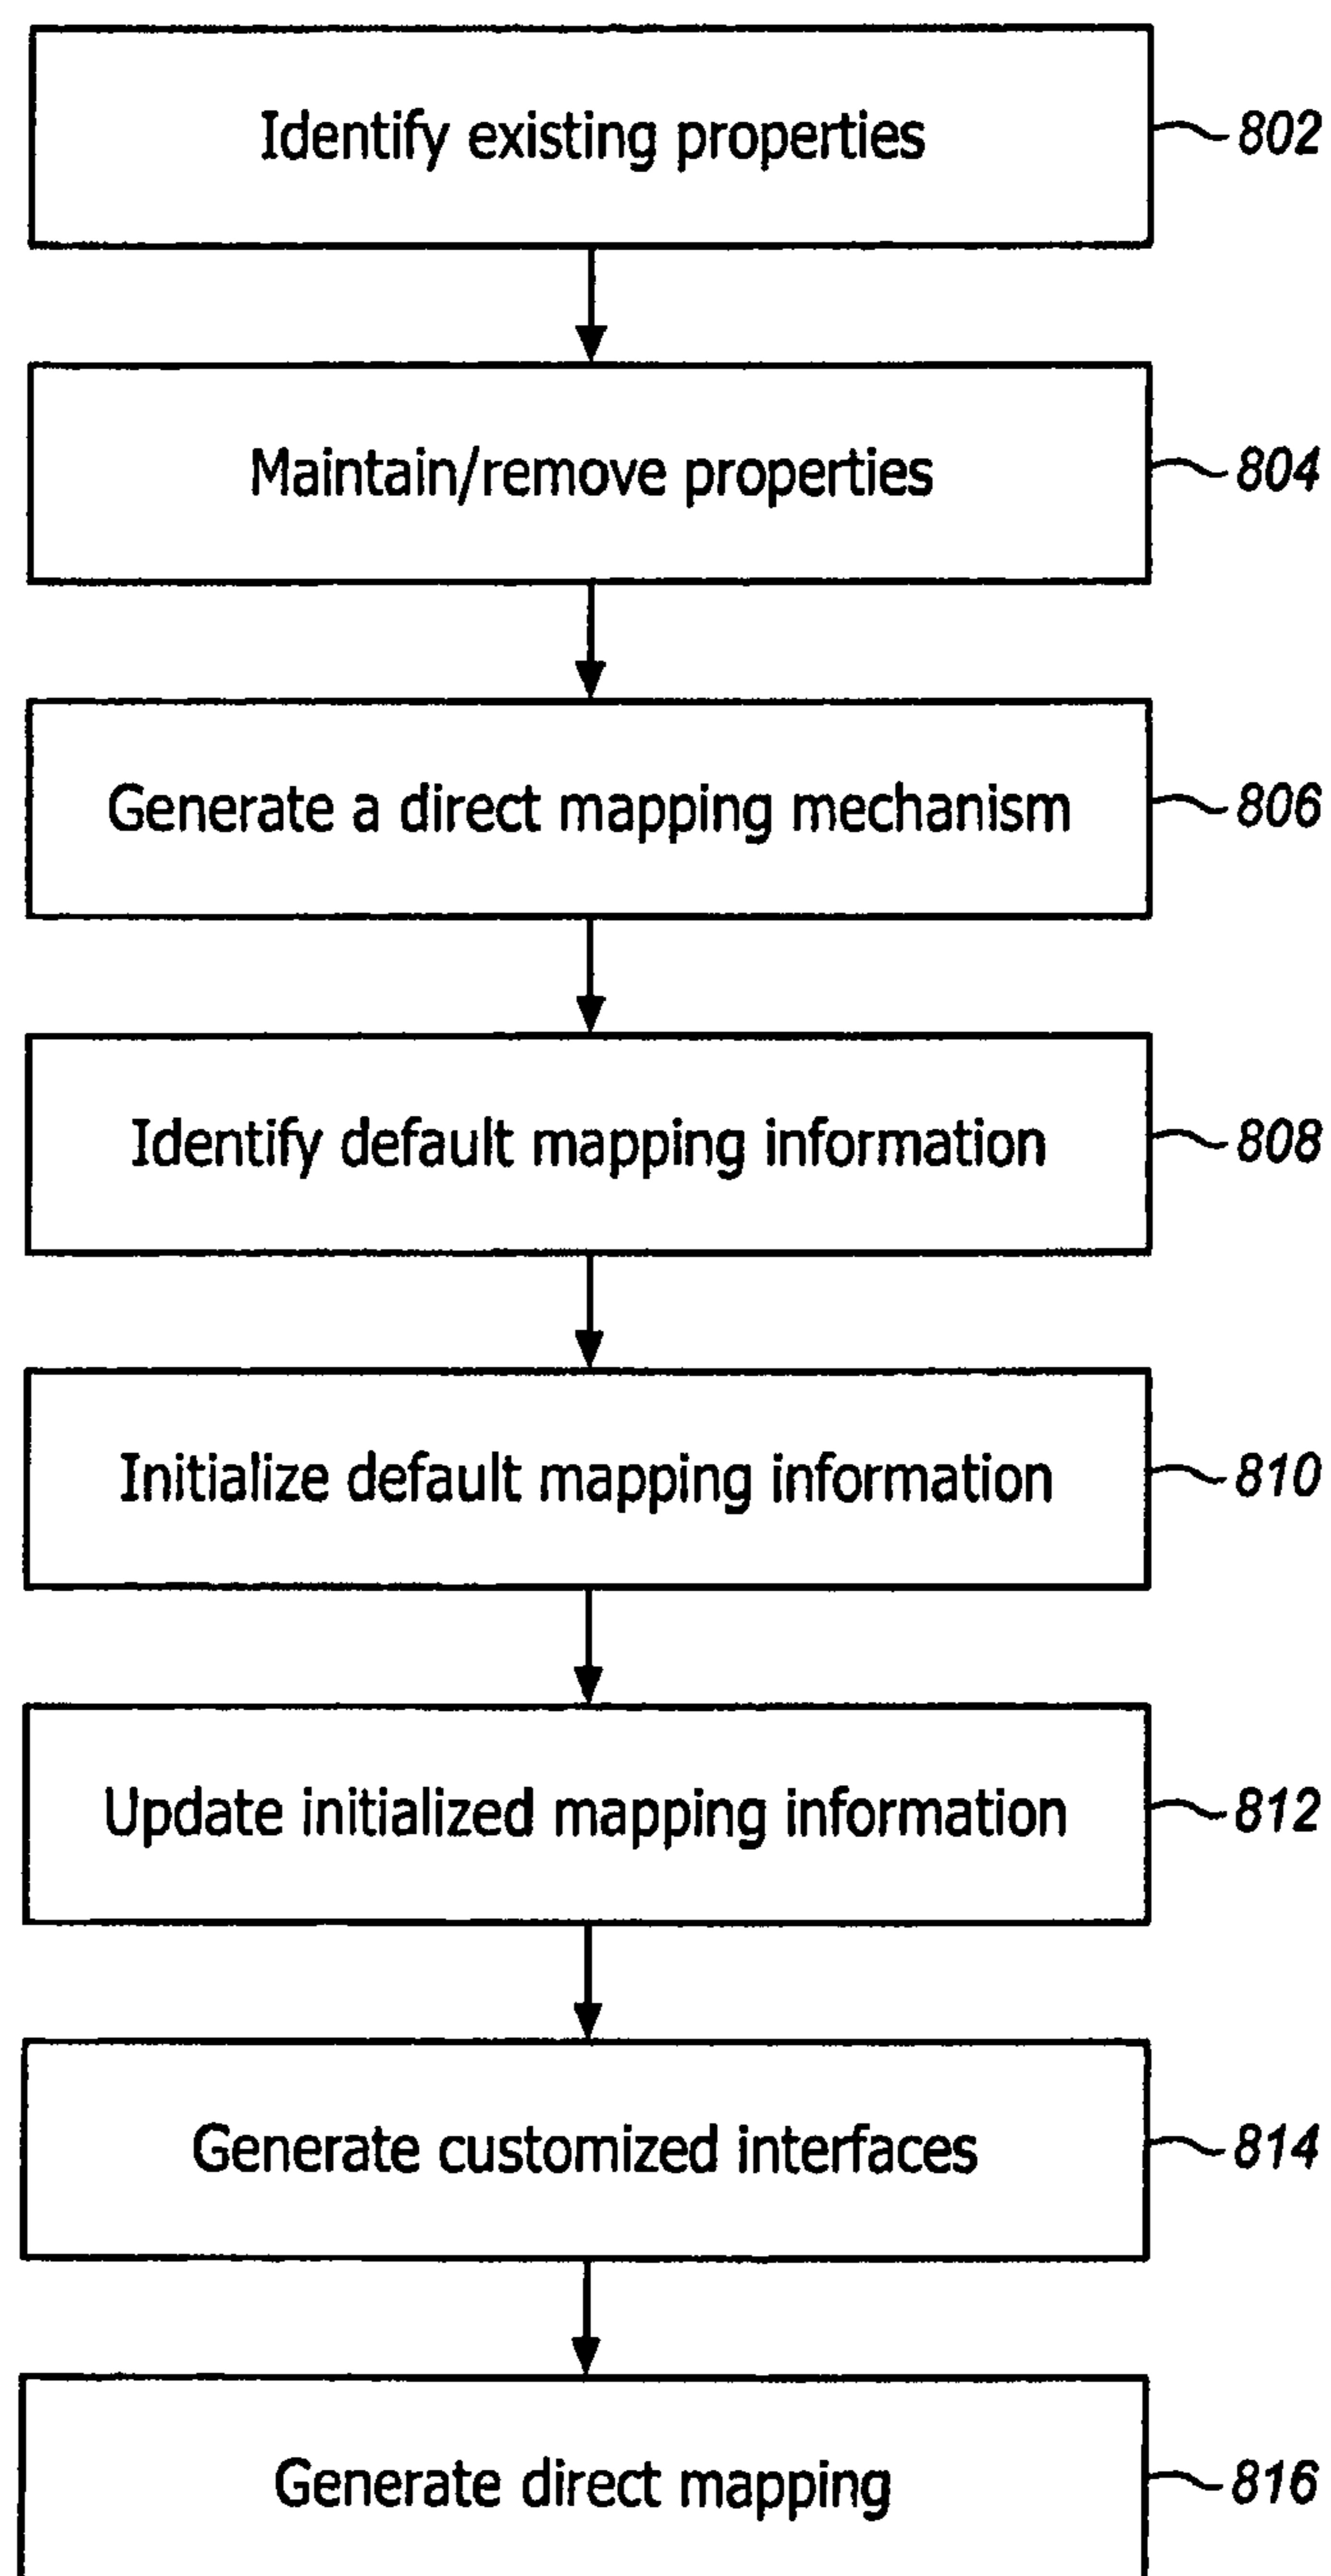 Identify existing properties 802
Maintain/remove properties 804
Generate a direct mapping mechanism 806
Identify default mapping information 808
Initialize default mapping information 810
Update initialized mapping information 812
Generate customized interfaces 814
Generate direct mapping 816